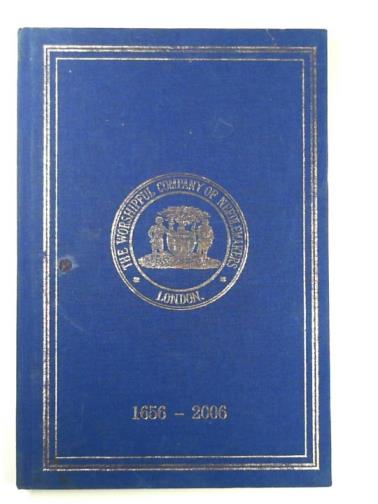 THE WORSHIPFUL COMPANY OF NEEDLEMAKERS
LONDON.
1656 - 2006